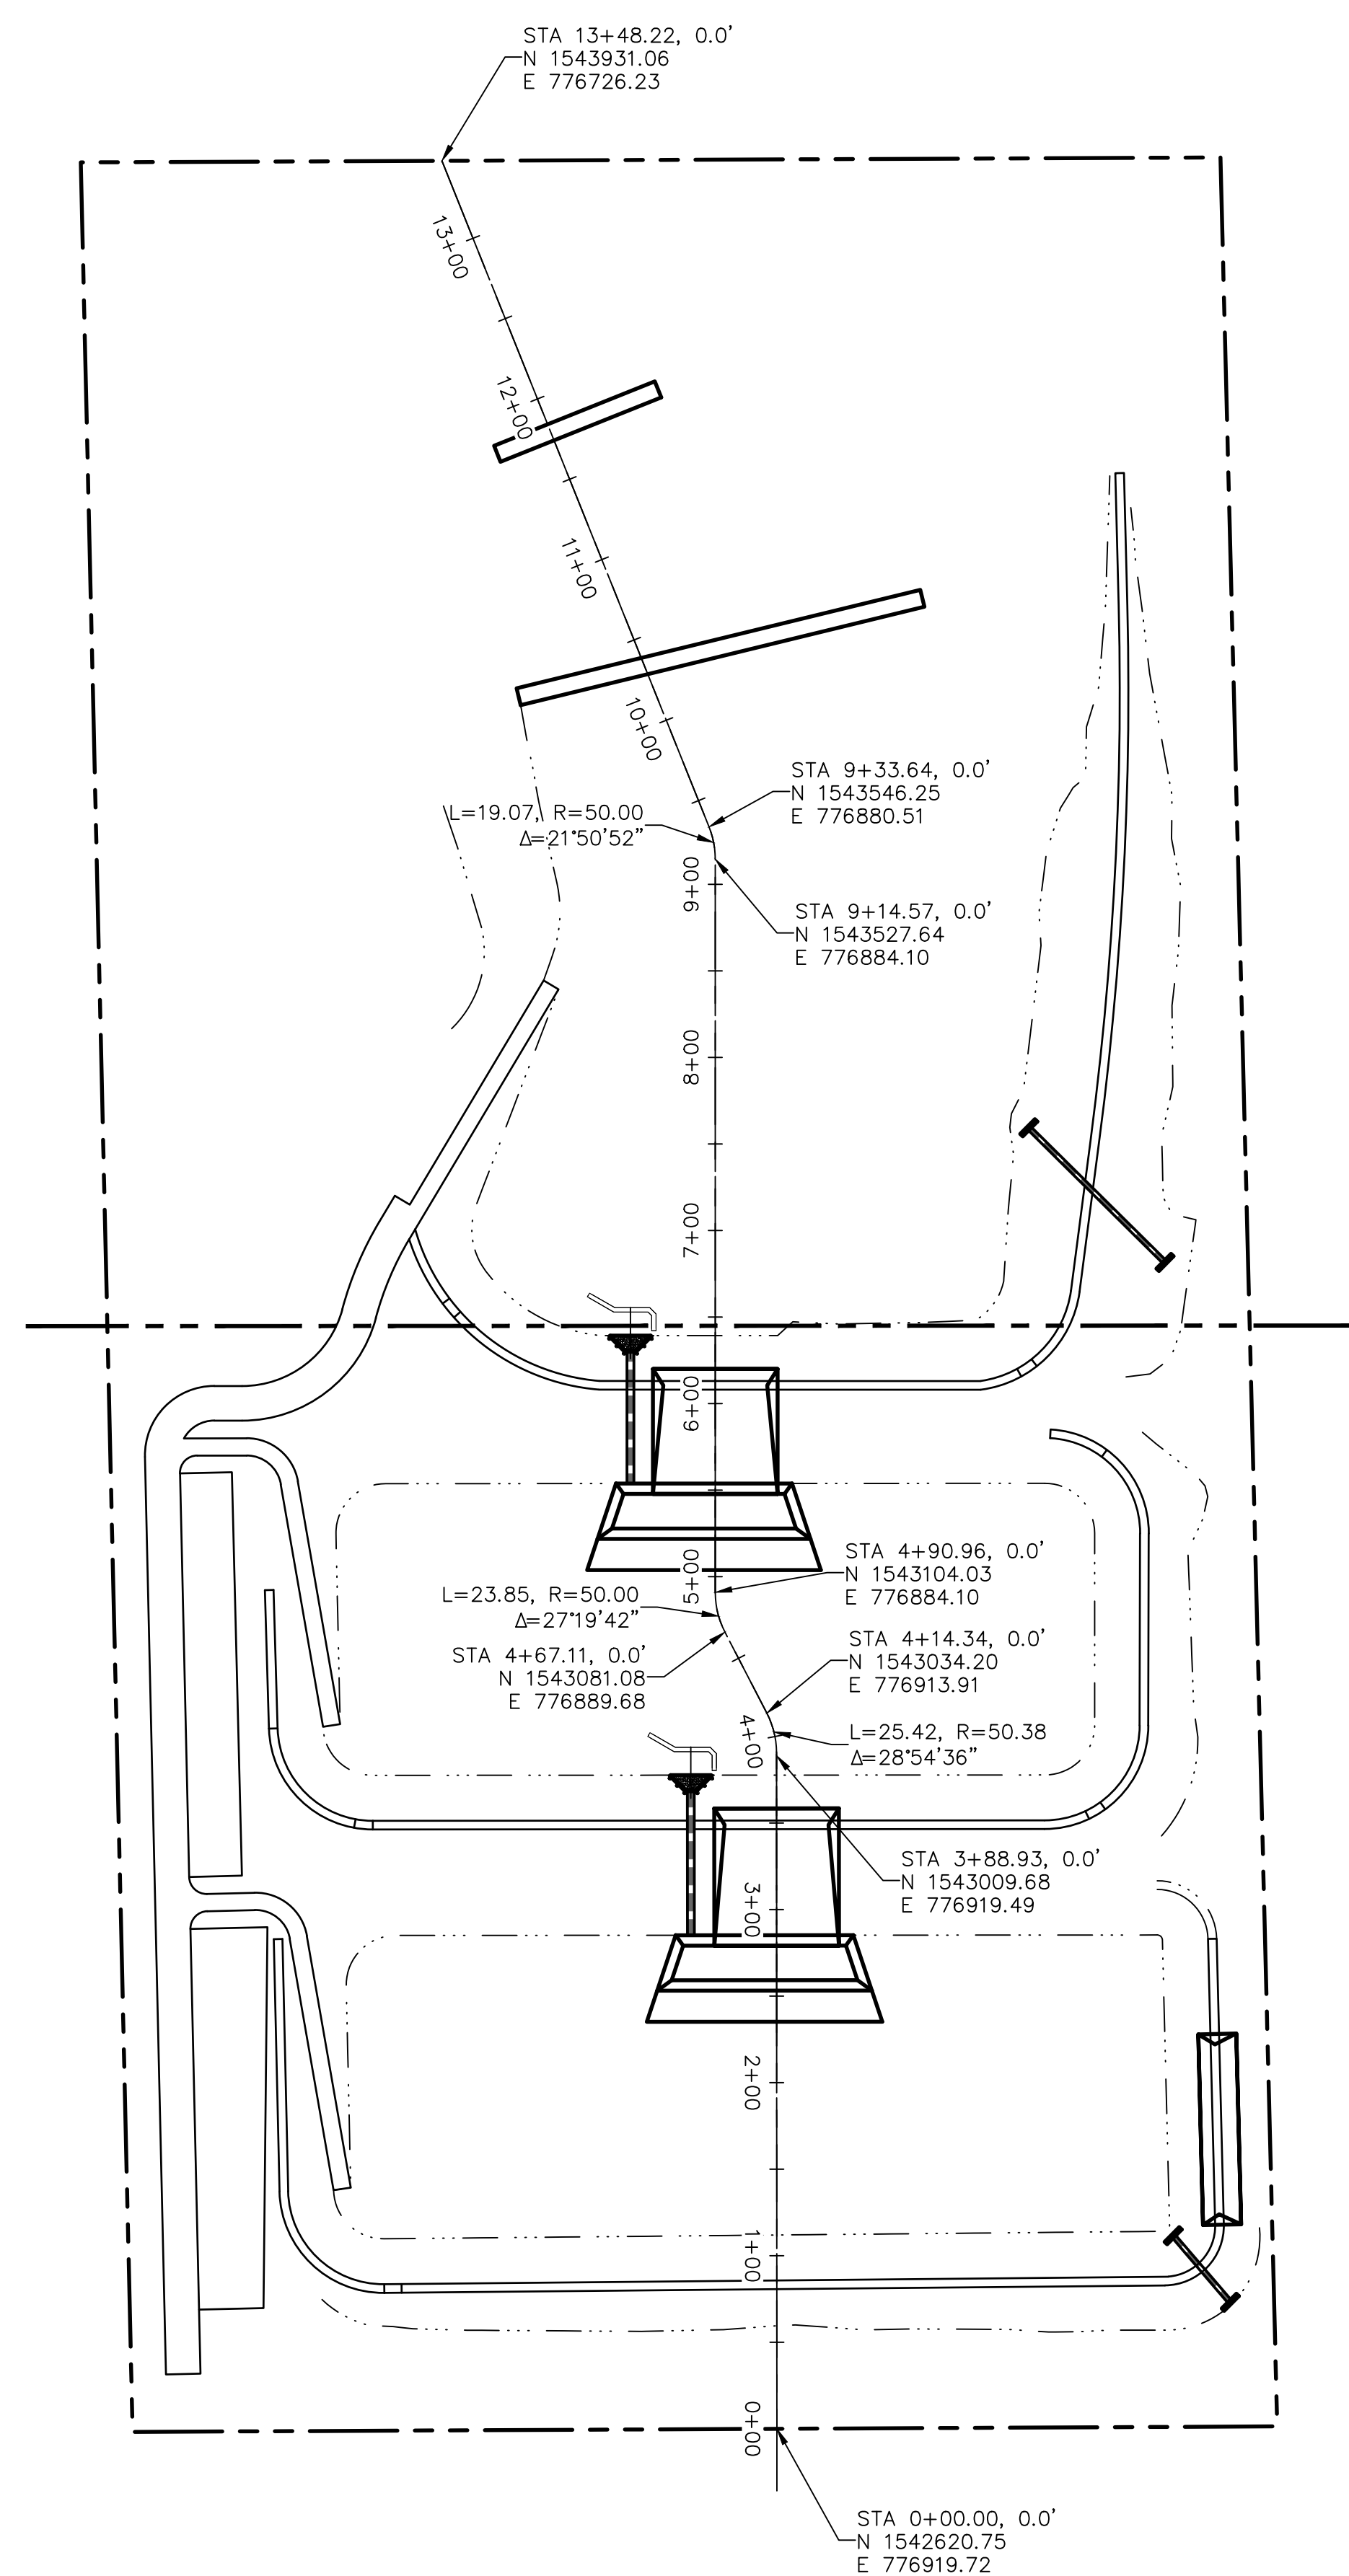 STA 13+48.22, 0.0'
N 1543931.06
E 776726.23
13+00
12+00
11+00
10+00
STA 9+33.64, 0.0'
N 1543546.25
E 776880.51
L=19.07, R=50.00
Δ=21°50'52"
9+00
STA 9+14.57, 0.0'
N 1543527.64
E 776884.10
8+00
7+00
6+00
5+00
STA 4+90.96, 0.0'
N 1543104.03
E 776884.10
L=23.85, R=50.00
Δ=27°19'42"
STA 4+67.11, 0.0'
N 1543081.08
E 776889.68
STA 4+14.34, 0.0'
N 1543034.20
E 776913.91
4+00
L=25.42, R=50.38
Δ=28°54'36"
STA 3+88.93, 0.0'
N 1543009.68
E 776919.49
3+00
2+00
1+00
0+00
STA 0+00.00, 0.0'
N 1542620.75
E 776919.72